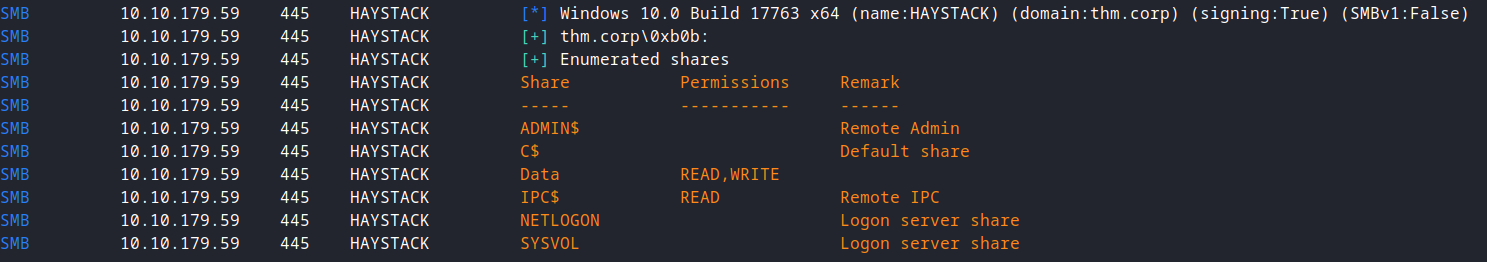 SMB 10.10.179.59 445 HAYSTACK [*] Windows 10.0 Build 17763 x64 (name:HAYSTACK) (domain:thm.corp) (signing:True) (SMBv1:False)
SMB 10.10.179.59 445 HAYSTACK [+] thm.corp\0xb0b:
SMB 10.10.179.59 445 HAYSTACK [+] Enumerated shares
SMB 10.10.179.59 445 HAYSTACK Share Permissions Remark
SMB 10.10.179.59 445 HAYSTACK ----- ----------- ------
SMB 10.10.179.59 445 HAYSTACK ADMIN$ Remote Admin
SMB 10.10.179.59 445 HAYSTACK C$ Default share
SMB 10.10.179.59 445 HAYSTACK Data READ,WRITE
SMB 10.10.179.59 445 HAYSTACK IPC$ READ Remote IPC
SMB 10.10.179.59 445 HAYSTACK NETLOGON Logon server share
SMB 10.10.179.59 445 HAYSTACK SYSVOL Logon server share